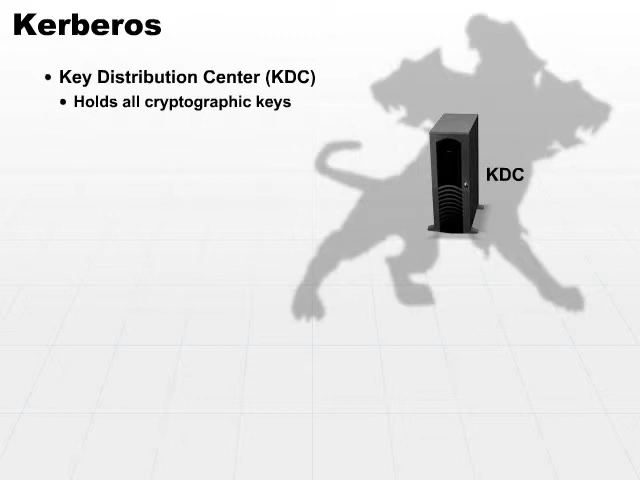 Kerberos
• Key Distribution Center (KDC)
• Holds all cryptographic keys
KDC